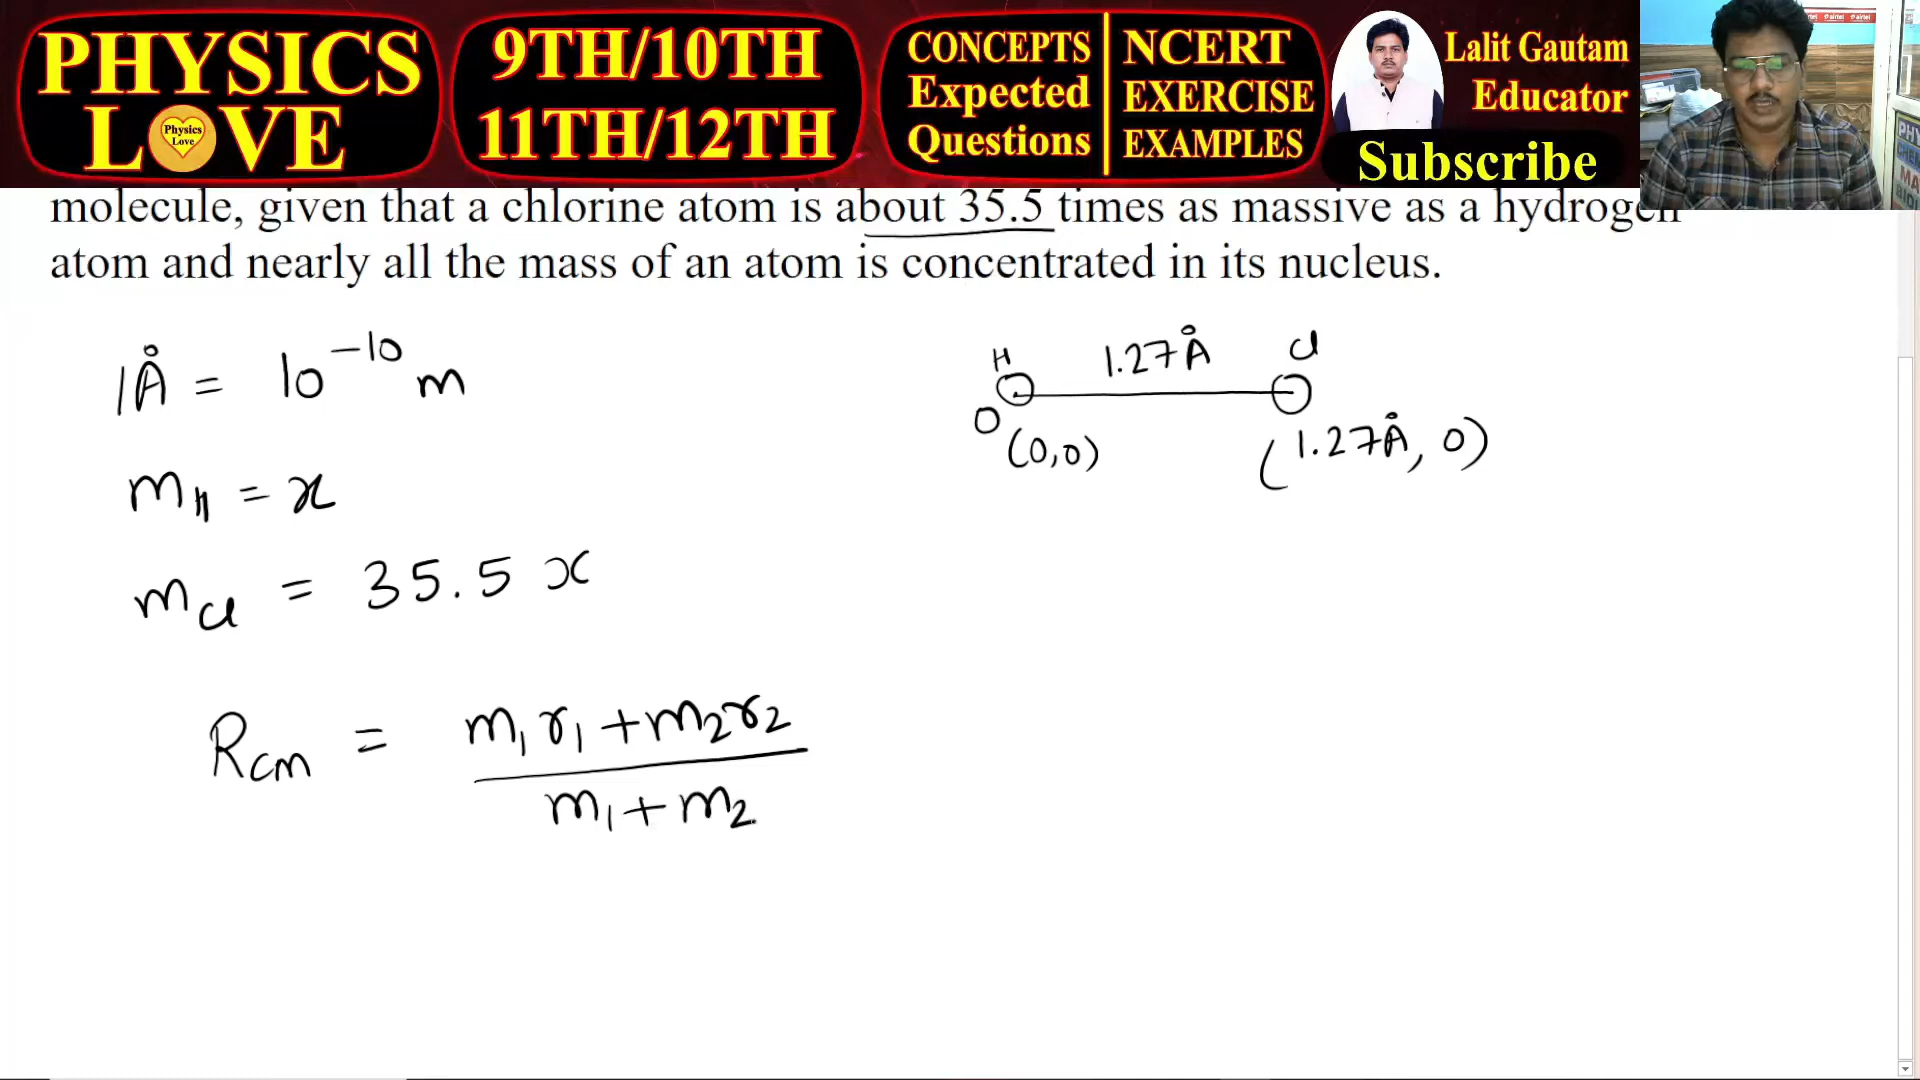 PHYSICS
LOVE
Physics
Love
9TH/10TH
11TH/12TH
CONCEPTS
Expected
Questions
NCERT
EXERCISE
EXAMPLES
Lalit Gautam
Educator
Subscribe
molecule, given that a chlorine atom is about 35.5 times as massive as a hydrogen
atom and nearly all the mass of an atom is concentrated in its nucleus.
1Å = 10⁻¹⁰ m
H 1.27Å Cl
O (0,0) (1.27Å, 0)
m_H = x
m_Cl = 35.5 x
R_cm = m₁r₁ + m₂r₂
m₁ + m₂